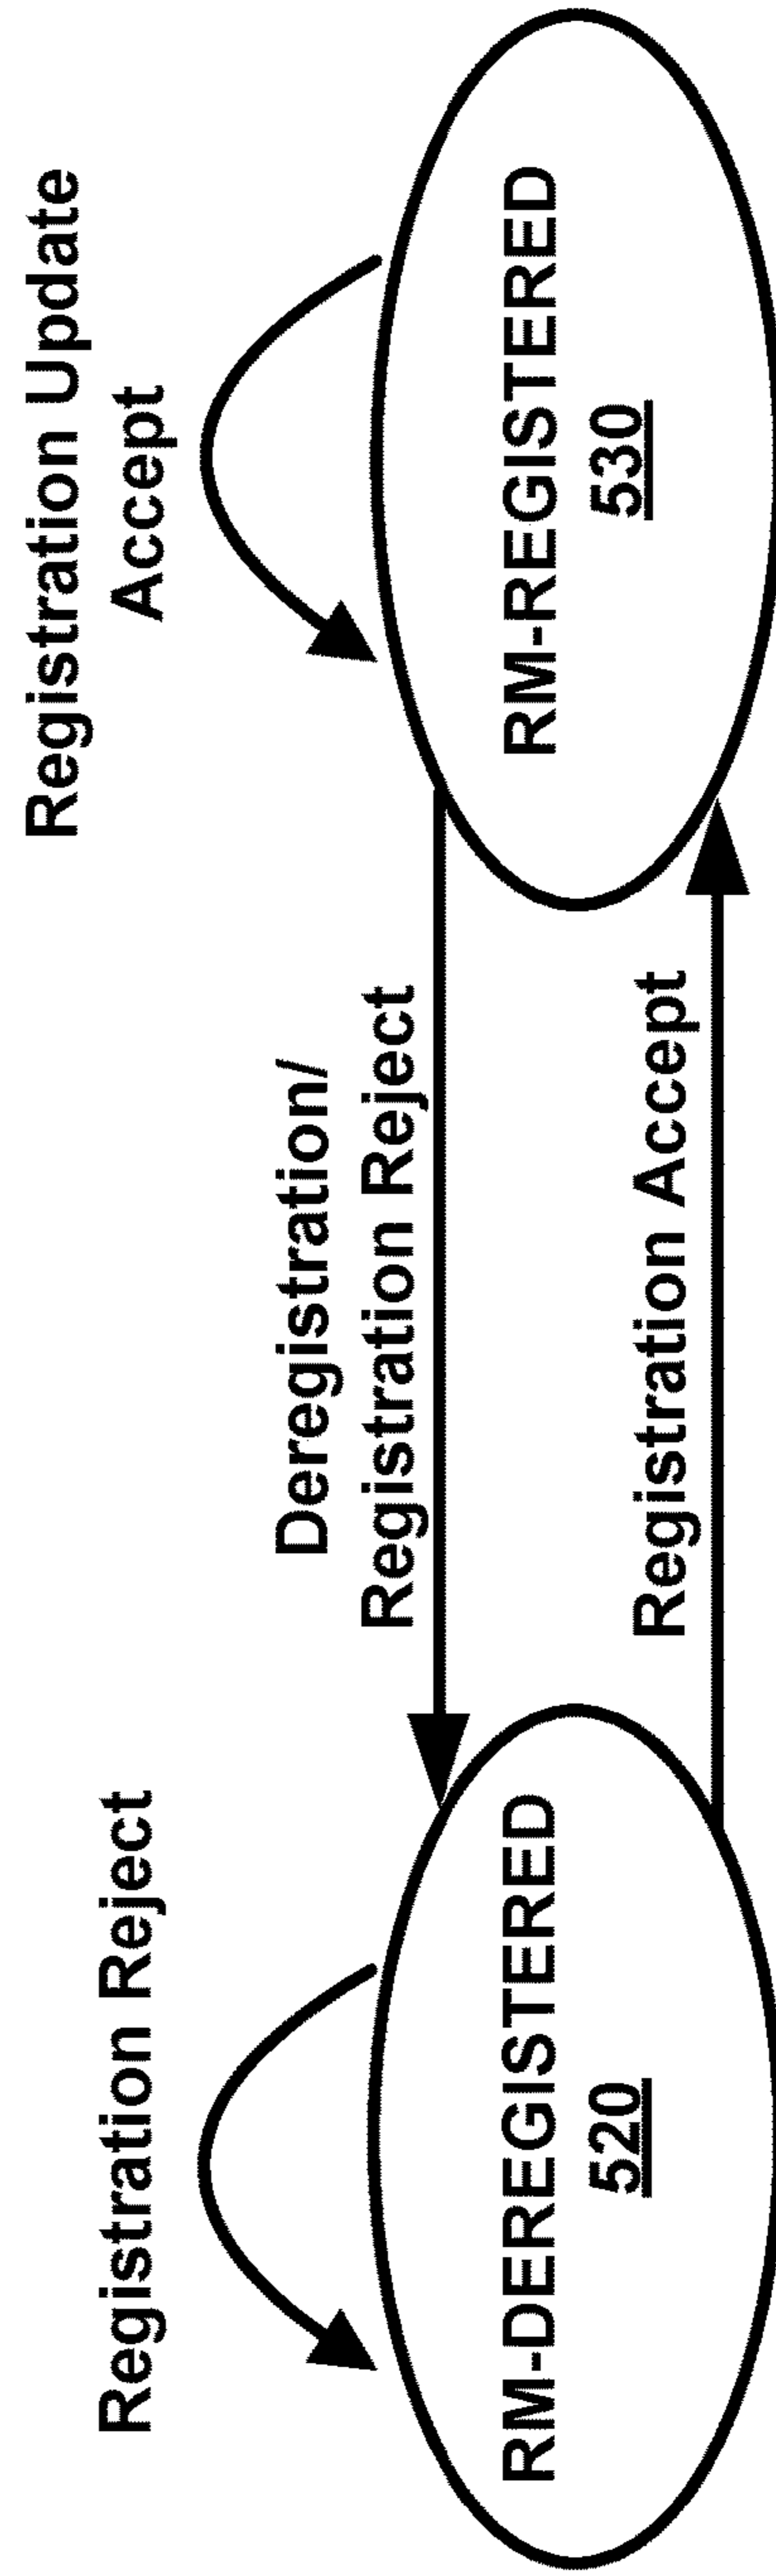 Registration Reject
RM-DEREGISTERED
520
Deregistration/
Registration Reject
Registration Accept
Registration Update
Accept
RM-REGISTERED
530